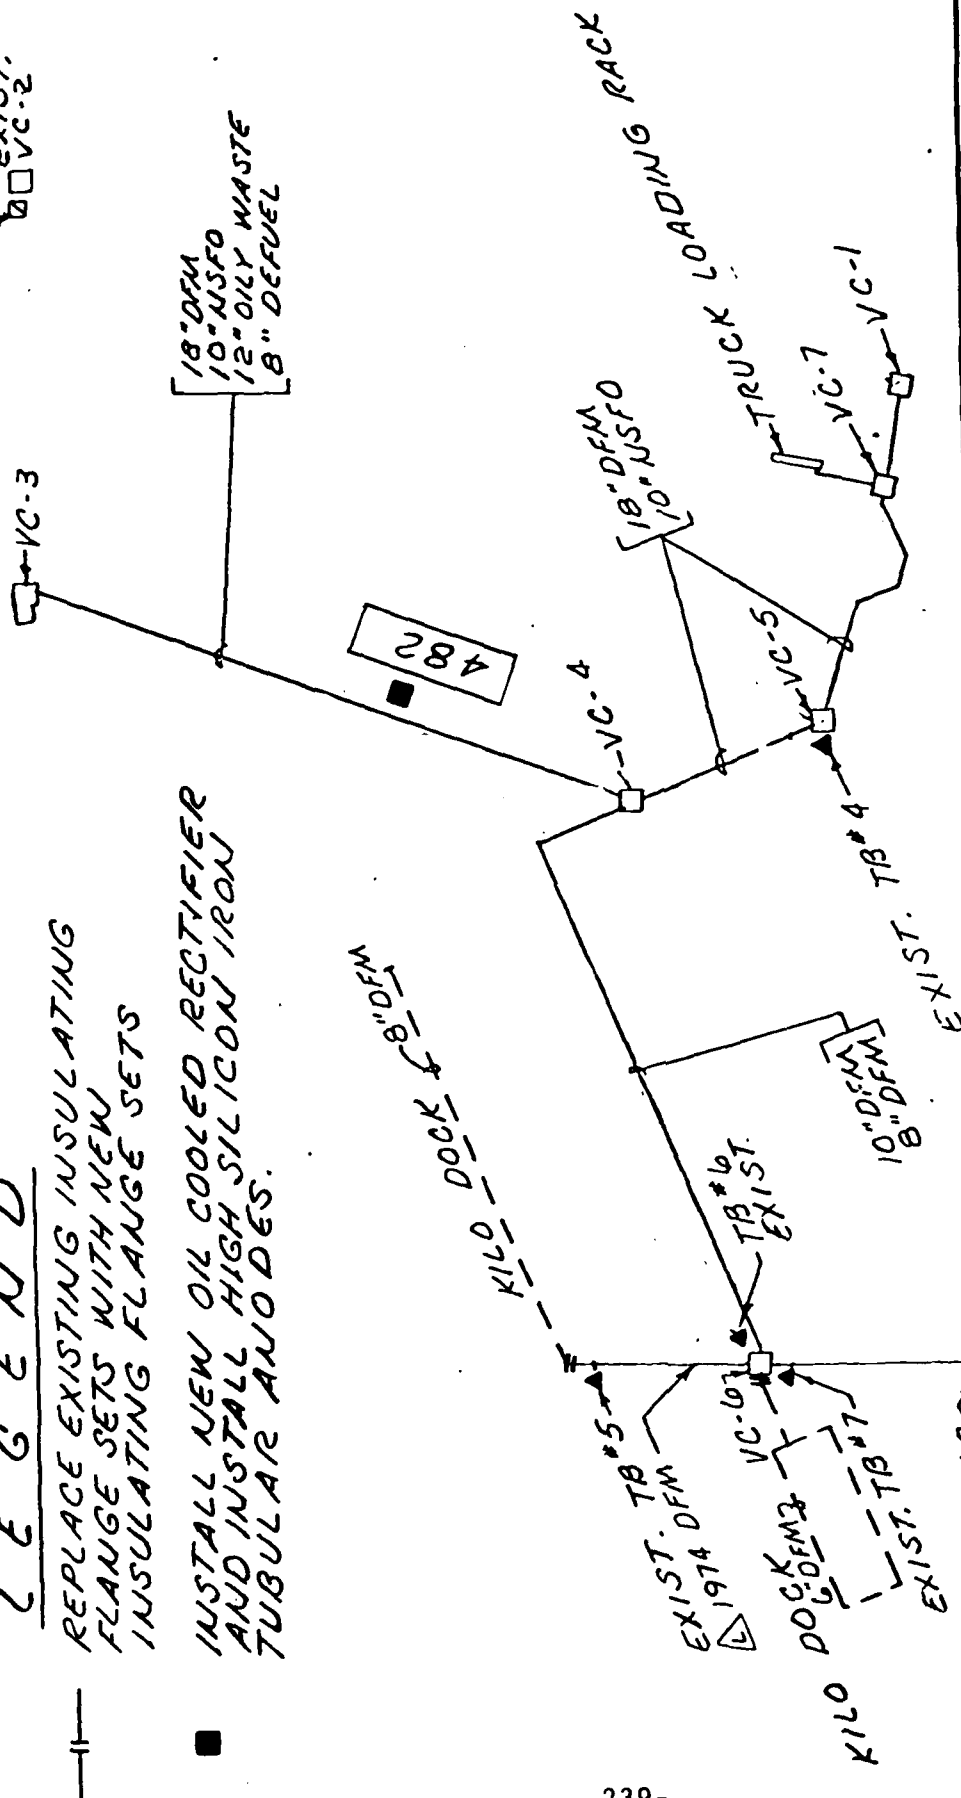 LEGEND
REPLACE EXISTING INSULATING
FLANGE SETS WITH NEW
INSULATING FLANGE SETS
INSTALL NEW OIL COOLED RECTIFIER
AND INSTALL HIGH SILICON IRON
TUBULAR ANODES.
VC-2
VC-3
18"DFM
10"NSFO
12"OILY WASTE
8" DEFUEL
482
VC-4
18"DFM
10"NSFO
TRUCK LOADING RACK
VC-7
VC-1
VC-5
EXIST. TB#4
KILO DOCK
8"DFM
10"DFM
8"DFM
TB#6
EXIST.
EXIST. TB#5
L 1974 DFM
VC-6
KILO DOCK
EXIST. TB#7
239-